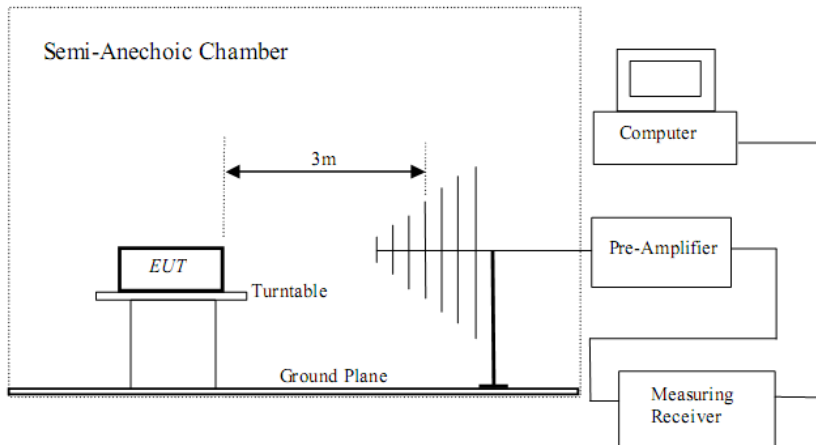 Semi-Anechoic Chamber
3m
Computer
Pre-Amplifier
EUT
Turntable
Ground Plane
Measuring
Receiver